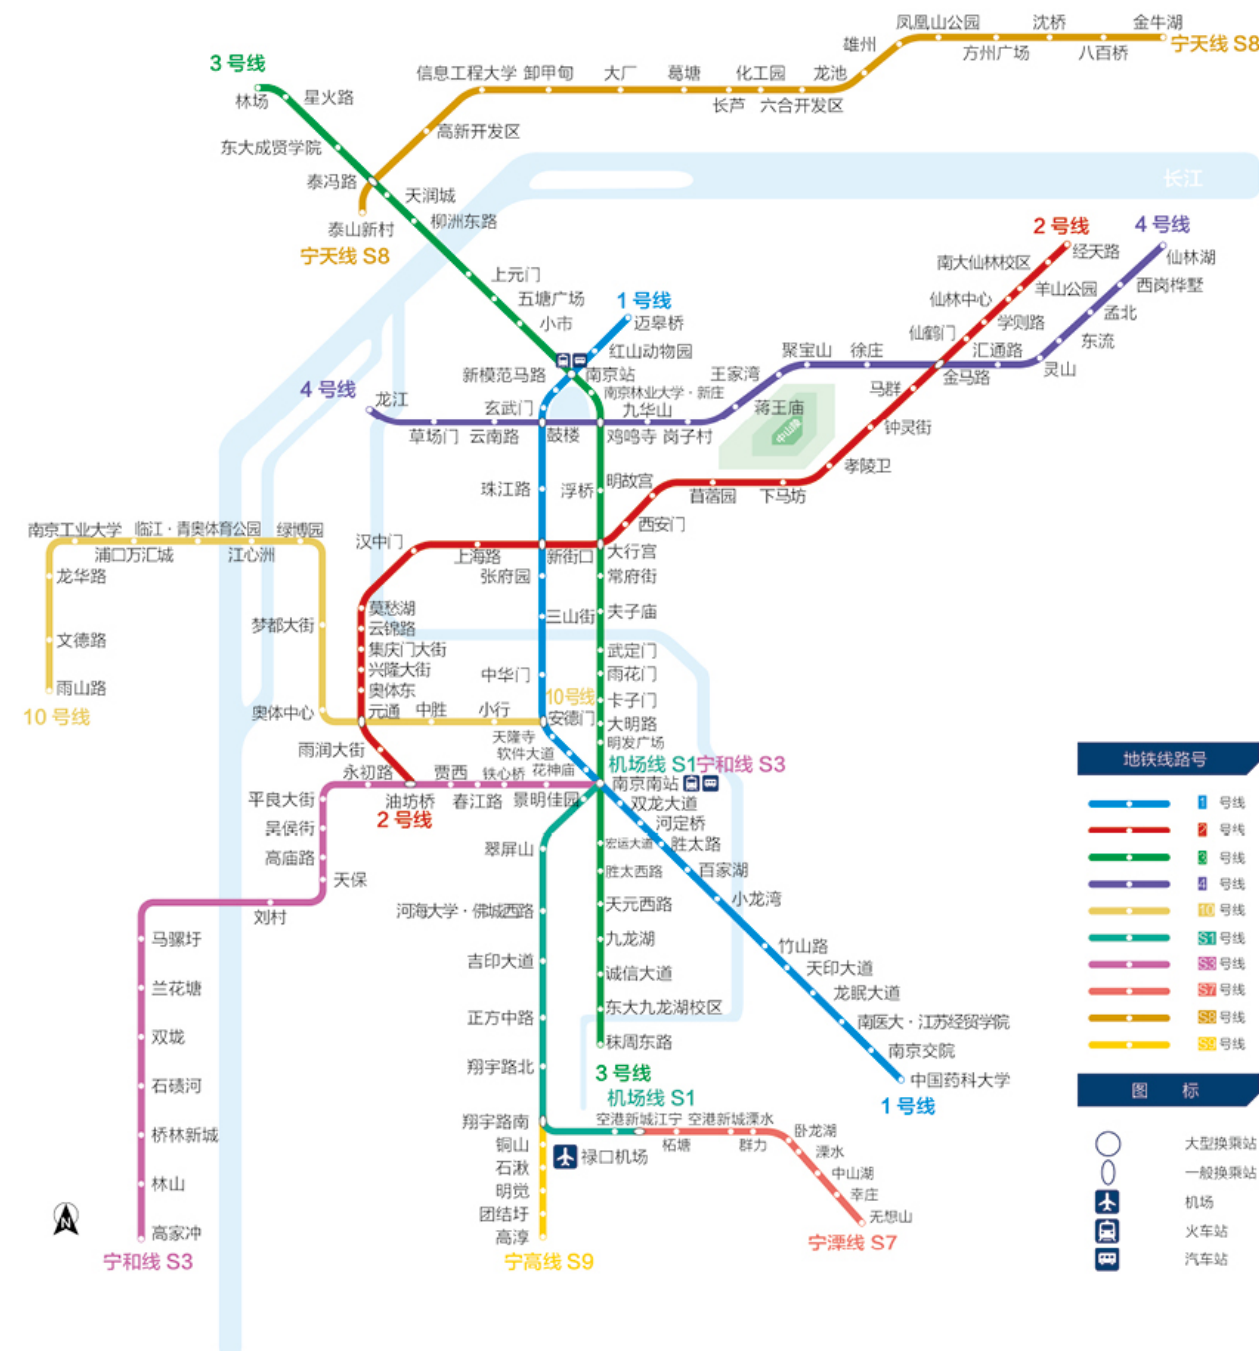 凤凰山公园
沈桥
金牛湖
雄州
方州广场
八百桥
宁天线 S8
3 号线
信息工程大学
卸甲甸
大厂
葛塘
化工园
龙池
林场
星火路
长芦
六合开发区
高新开发区
东大成贤学院
泰冯路
天润城
长江
柳洲东路
泰山新村
宁天线 S8
2 号线
4 号线
南大仙林校区
经天路
仙林湖
上元门
五塘广场
仙林中心
羊山公园
西岗桦墅
1 号线
小市
迈皋桥
仙鹤门
学则路
孟北
红山动物园
聚宝山
徐庄
汇通路
东流
新模范马路
南京站
王家湾
金马路
灵山
4 号线
龙江
南京林业大学·新庄
马群
玄武门
九华山
蒋王庙
草场门
云南路
鼓楼
鸡鸣寺
岗子村
中山陵
钟灵街
孝陵卫
珠江路
浮桥
明故宫
苜蓿园
下马坊
西安门
南京工业大学
临江·青奥体育公园
绿博园
浦口万汇城
江心洲
汉中门
上海路
新街口
大行宫
龙华路
张府园
常府街
莫愁湖
三山街
夫子庙
梦都大街
云锦路
文德路
集庆门大街
武定门
兴隆大街
中华门
雨花门
雨山路
奥体东
10号线
卡子门
10 号线
奥体中心
元通
中胜
小行
安德门
大明路
雨润大街
天隆寺
明发广场
软件大道
机场线 S1
宁和线 S3
永初路
贾西
铁心桥
花神庙
南京南站
平良大街
油坊桥
春江路
景明佳园
双龙大道
2 号线
吴侯街
河定桥
翠屏山
宏运大道
胜太路
高庙路
天保
胜太西路
百家湖
刘村
河海大学·佛城西路
天元西路
小龙湾
马骡圩
九龙湖
竹山路
吉印大道
诚信大道
天印大道
兰花塘
龙眠大道
正方中路
东大九龙湖校区
南医大·江苏经贸学院
双垅
秣周东路
南京交院
翔宇路北
3 号线
中国药科大学
石碛河
机场线 S1
1 号线
翔宇路南
空港新城江宁
空港新城溧水
桥林新城
铜山
禄口机场
柘塘
群力
卧龙湖
石湫
溧水
林山
明觉
中山湖
团结圩
幸庄
高家冲
高淳
无想山
宁和线 S3
宁高线 S9
宁溧线 S7
N
地铁线路号
1 号线
2 号线
3 号线
4 号线
10 号线
S1 号线
S3 号线
S7 号线
S8 号线
S9 号线
图 标
大型换乘站
一般换乘站
机场
火车站
汽车站